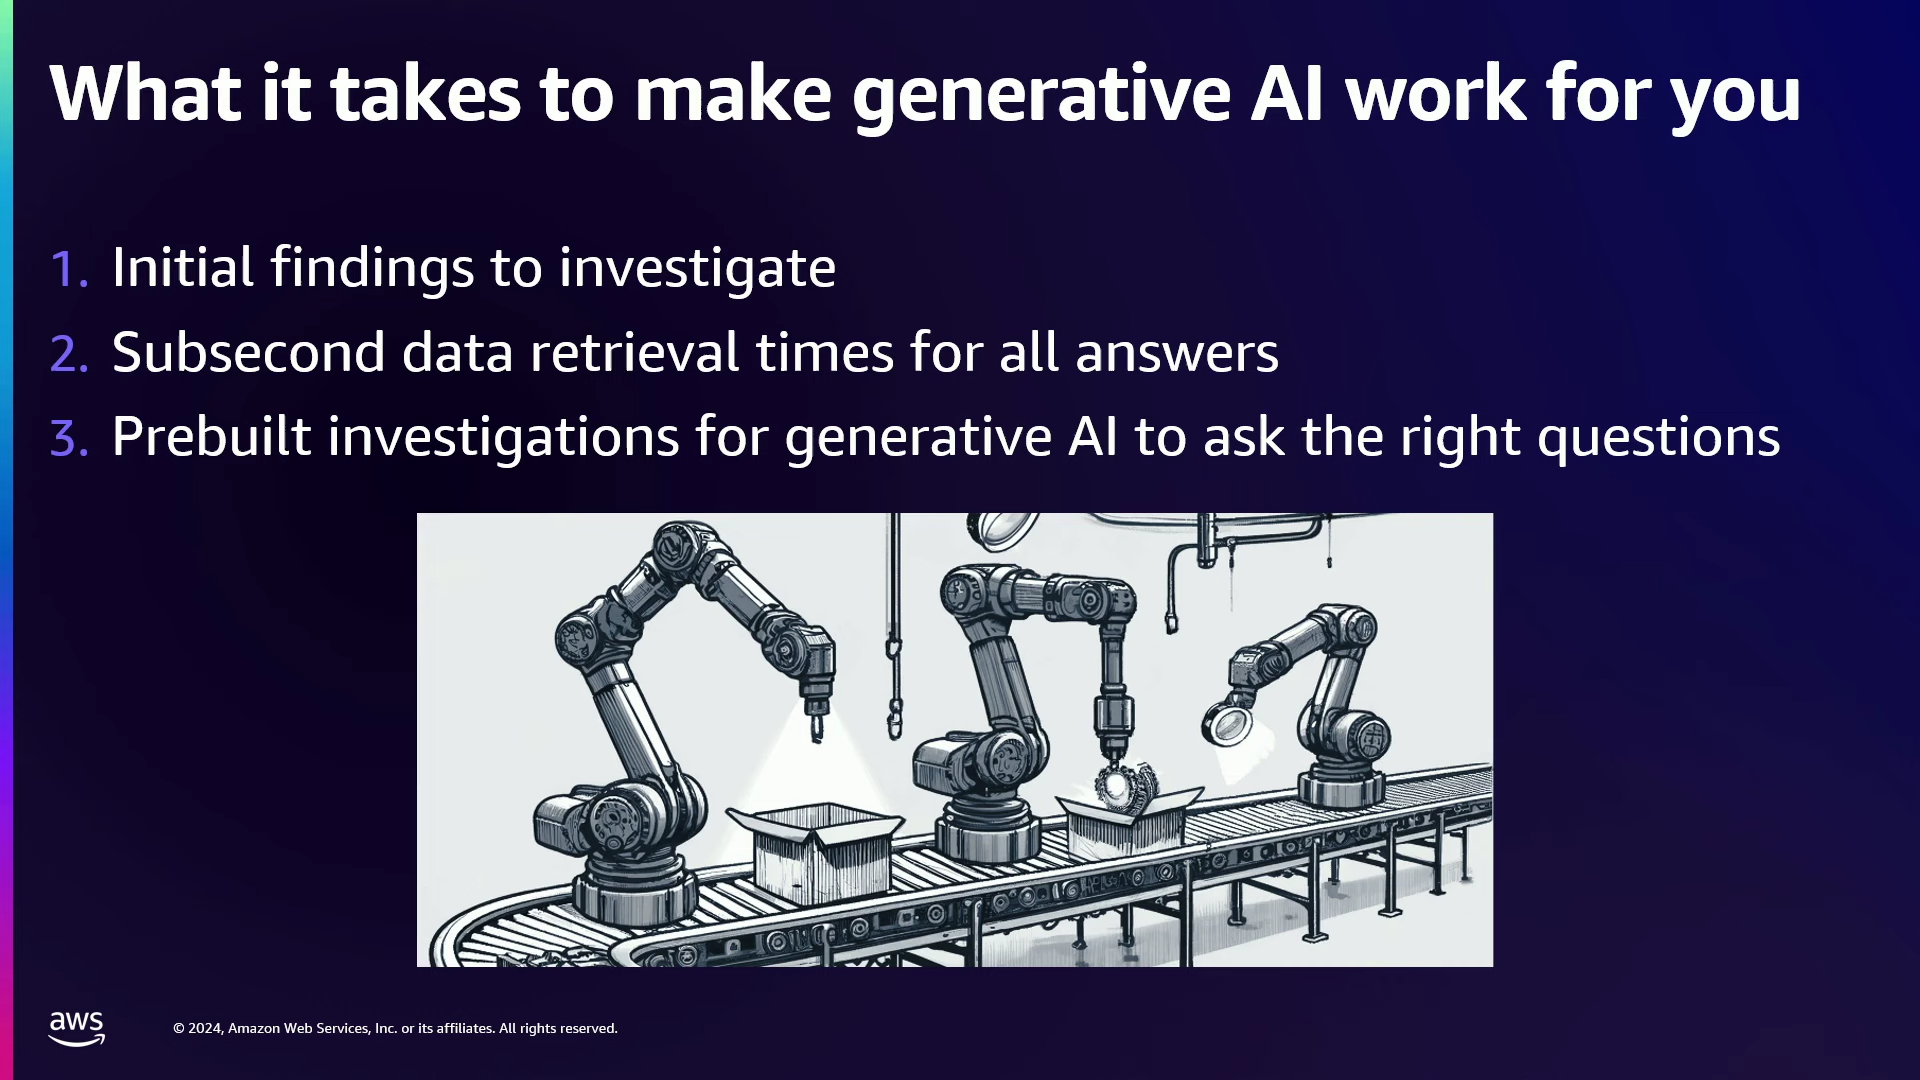 What it takes to make generative AI work for you
1. Initial findings to investigate
2. Subsecond data retrieval times for all answers
3. Prebuilt investigations for generative AI to ask the right questions
aws
© 2024, Amazon Web Services, Inc. or its affiliates. All rights reserved.